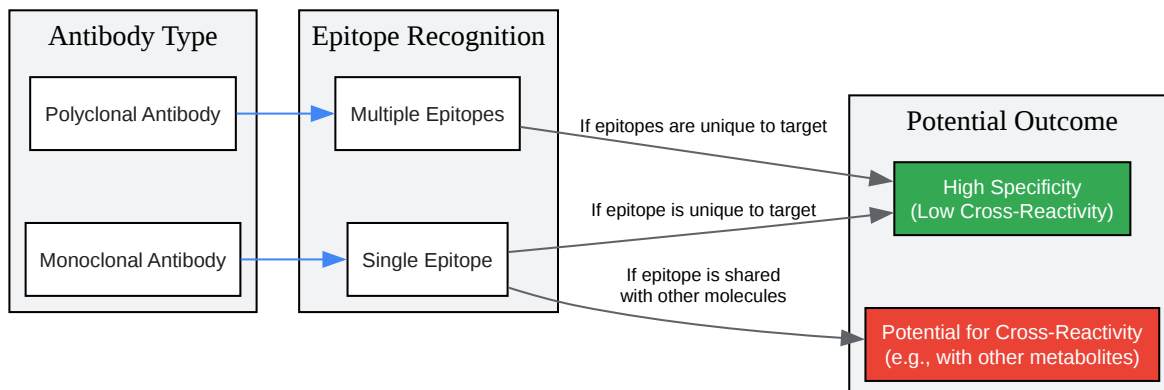 Antibody Type
Polyclonal Antibody
Monoclonal Antibody
Epitope Recognition
Multiple Epitopes
Single Epitope
If epitopes are unique to target
If epitope is unique to target
If epitope is shared
with other molecules
Potential Outcome
High Specificity
(Low Cross-Reactivity)
Potential for Cross-Reactivity
(e.g., with other metabolites)